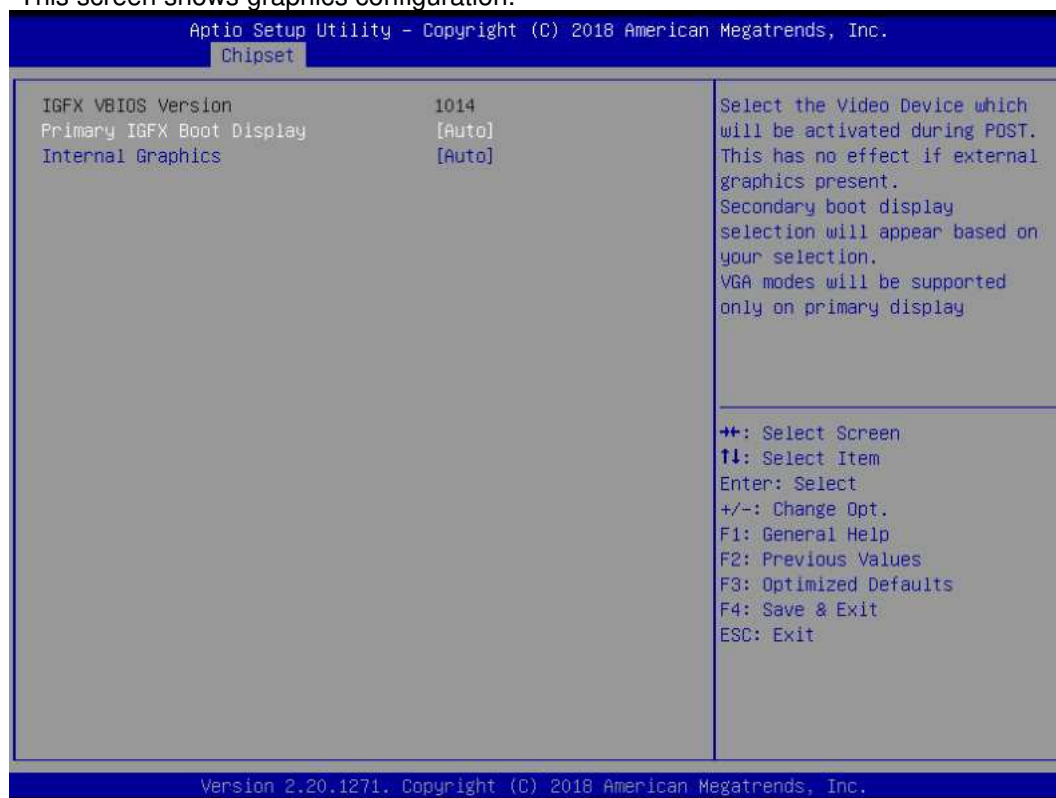 This screen shows graphics configuration.
Aptio Setup Utility – Copyright (C) 2018 American Megatrends, Inc.
Chipset
IGFX VBIOS Version 1014
Primary IGFX Boot Display [Auto]
Internal Graphics [Auto]
Select the Video Device which
will be activated during POST.
This has no effect if external
graphics present.
Secondary boot display
selection will appear based on
your selection.
VGA modes will be supported
only on primary display
→←: Select Screen
↑↓: Select Item
Enter: Select
+/-: Change Opt.
F1: General Help
F2: Previous Values
F3: Optimized Defaults
F4: Save & Exit
ESC: Exit
Version 2.20.1271. Copyright (C) 2018 American Megatrends, Inc.